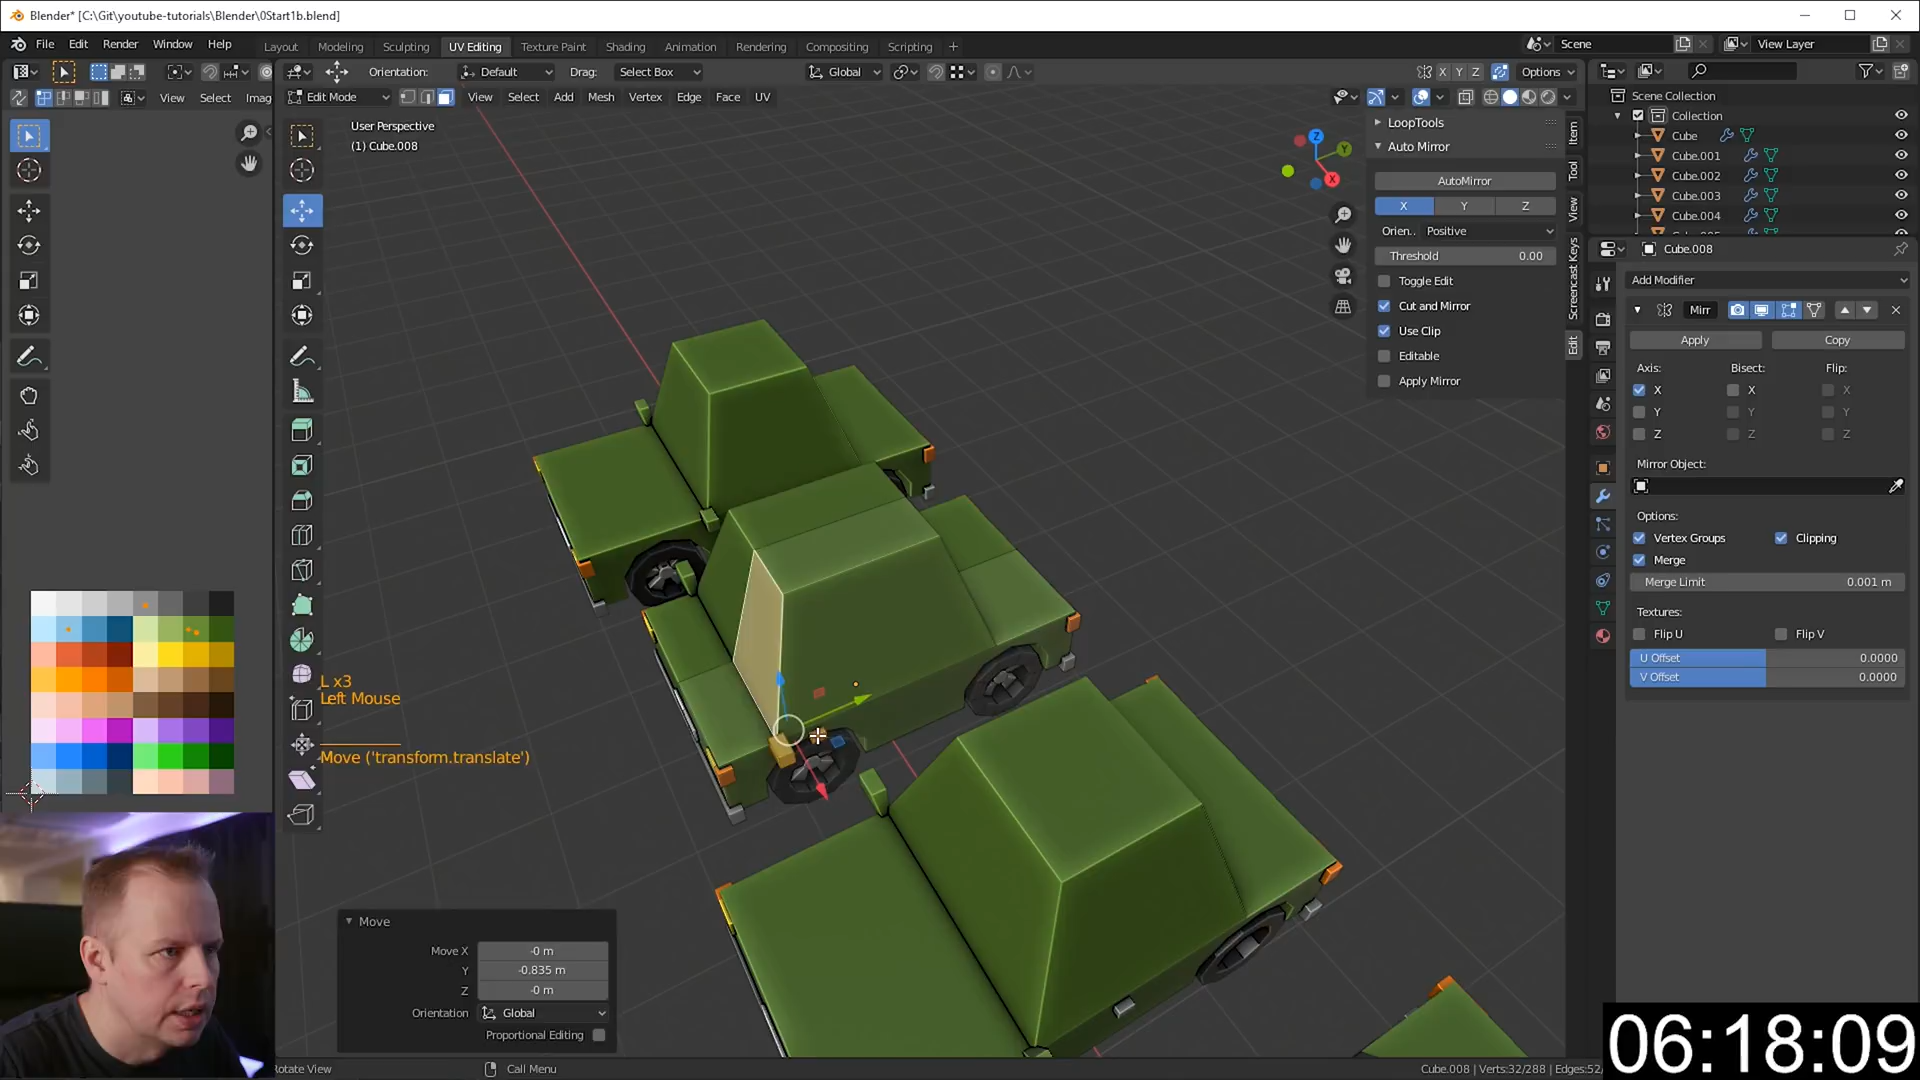 Blender* [C:\Git\youtube-tutorials\Blender\0Start1b.blend]
File Edit Render Window Help
Layout Modeling Sculpting UV Editing Texture Paint Shading Animation Rendering Compositing Scripting +
Scene
View Layer
Orientation: Default Drag: Select Box
Global
X Y Z Options
View Select Imag
Edit Mode View Select Add Mesh Vertex Edge Face UV
User Perspective
(1) Cube.008
Z Y X
LoopTools
Auto Mirror
AutoMirror
X Y Z
Orien.. Positive
Threshold 0.00
Toggle Edit
Cut and Mirror
Use Clip
Editable
Apply Mirror
Item
Tool
View
Screencast Keys
Edit
Scene Collection
Collection
Cube
Cube.001
Cube.002
Cube.003
Cube.004
Cube.008
Add Modifier
Mirr
Apply Copy
Axis: Bisect: Flip:
X X X
Y Y Y
Z Z Z
Mirror Object:
Options:
Vertex Groups Clipping
Merge
Merge Limit 0.001 m
Textures:
Flip U Flip V
U Offset 0.0000
V Offset 0.0000
L x3
Left Mouse
Move ('transform.translate')
Move
Move X -0 m
Y -0.835 m
Z -0 m
Orientation Global
Proportional Editing
Rotate View Call Menu
Cube.008 | Verts:32/288 | Edges:52/
06:18:09